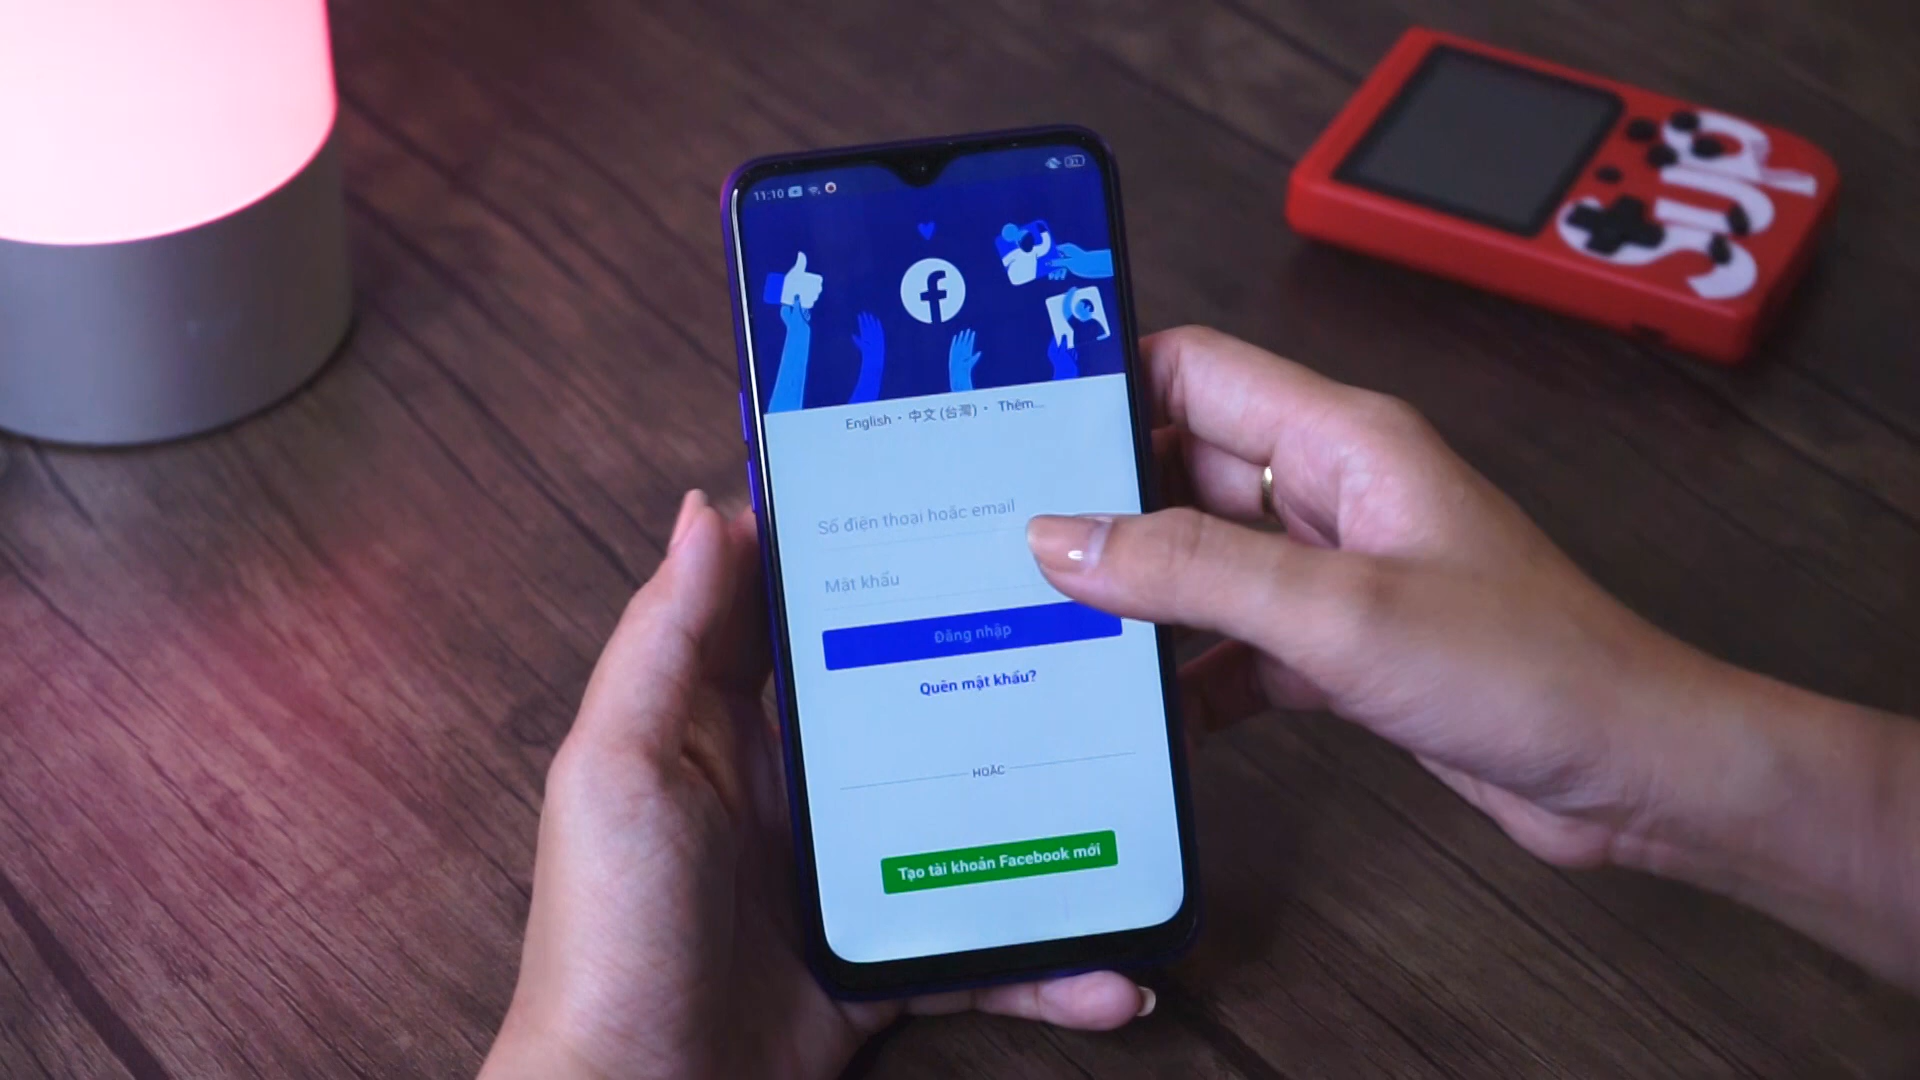 11:10
31
English · 中文 (台灣) · Thêm...
Số điện thoại hoặc email
Mật khẩu
Đăng nhập
Quên mật khẩu?
HOẶC
Tạo tài khoản Facebook mới
Sup